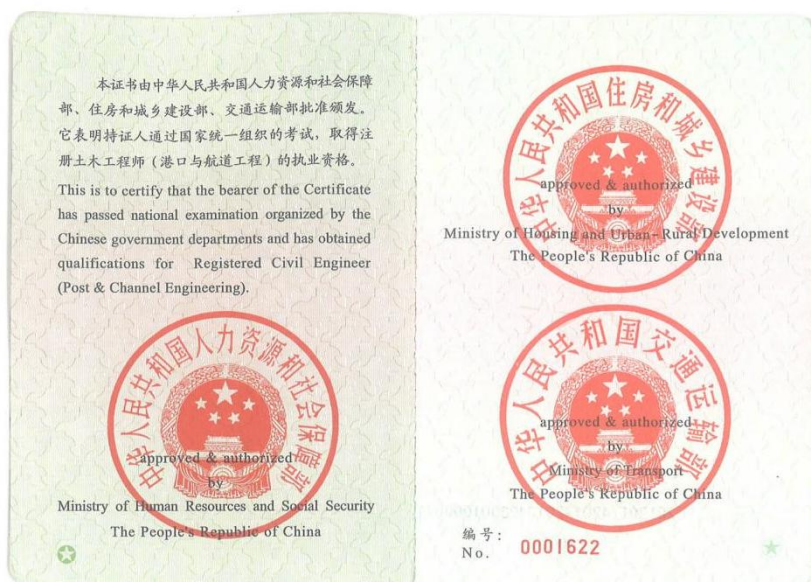 本证书由中华人民共和国人力资源和社会保障
部、住房和城乡建设部、交通运输部批准颁发。
它表明持证人通过国家统一组织的考试，取得注
册土木工程师（港口与航道工程）的执业资格。
This is to certify that the bearer of the Certificate
has passed national examination organized by the
Chinese government departments and has obtained
qualifications for Registered Civil Engineer
(Post & Channel Engineering).
中华人民共和国人力资源和社会保障部
approved & authorized
by
Ministry of Human Resources and Social Security
The People's Republic of China
中华人民共和国住房和城乡建设部
approved & authorized
by
Ministry of Housing and Urban-Rural Development
The People's Republic of China
中华人民共和国交通运输部
approved & authorized
by
Ministry of Transport
The People's Republic of China
编号:
No. 0001622